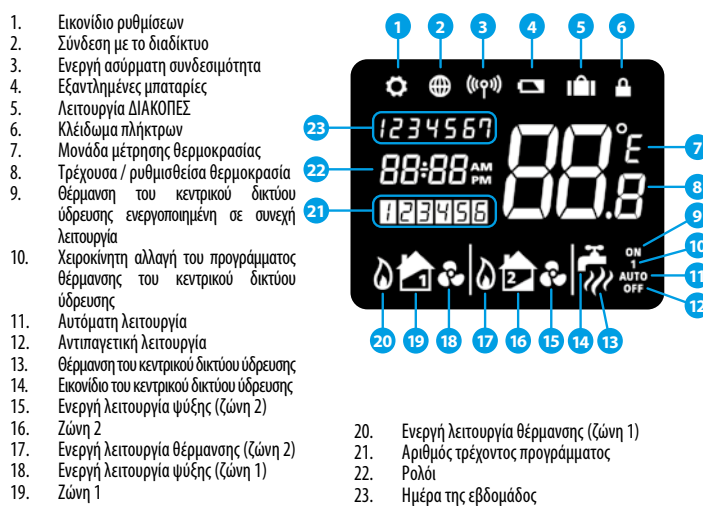 1. Εικονίδιο ρυθμίσεων
2. Σύνδεση με το διαδίκτυο
3. Ενεργή ασύρματη συνδεσιμότητα
4. Εξαντλημένες μπαταρίες
5. Λειτουργία ΔΙΑΚΟΠΕΣ
6. Κλείδωμα πλήκτρων
7. Μονάδα μέτρησης θερμοκρασίας
8. Τρέχουσα / ρυθμισθείσα θερμοκρασία
9. Θέρμανση του κεντρικού δικτύου
ύδρευσης ενεργοποιημένη σε συνεχή
λειτουργία
10. Χειροκίνητη αλλαγή του προγράμματος
θέρμανσης του κεντρικού δικτύου
ύδρευσης
11. Αυτόματη λειτουργία
12. Αντιπαγετική λειτουργία
13. Θέρμανση του κεντρικού δικτύου ύδρευσης
14. Εικονίδιο του κεντρικού δικτύου ύδρευσης
15. Ενεργή λειτουργία ψύξης (ζώνη 2)
16. Ζώνη 2
17. Ενεργή λειτουργία θέρμανσης (ζώνη 2)
18. Ενεργή λειτουργία ψύξης (ζώνη 1)
19. Ζώνη 1
1 2 3 4 5 6
23 1234567
22 88:88 AM
PM
21 123456
88.8 °E
7
8
9
10
11
12
ON
1
AUTO
OFF
1 2
20 19 18 17 16 15 14 13
20. Ενεργή λειτουργία θέρμανσης (ζώνη 1)
21. Αριθμός τρέχοντος προγράμματος
22. Ρολόι
23. Ημέρα της εβδομάδος